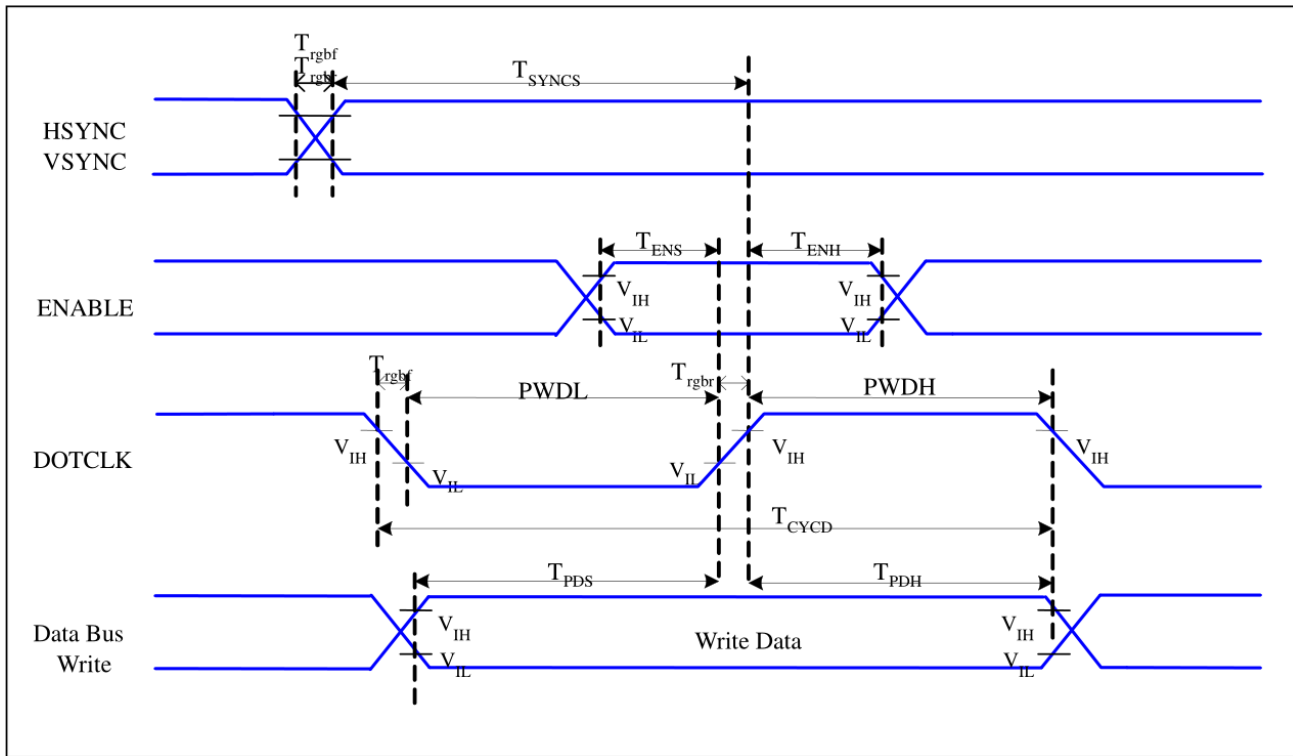 Trgbf
Trgbr
TSYNCS
HSYNC
VSYNC
TENS
TENH
VIH
VIH
ENABLE
VIL
VIL
Trgbf
Trgbr
PWDL
PWDH
VIH
VIH
VIH
DOTCLK
VIL
VIL
TCYCD
TPDS
TPDH
VIH
VIH
Data Bus
Write
Write Data
VIL
VIL